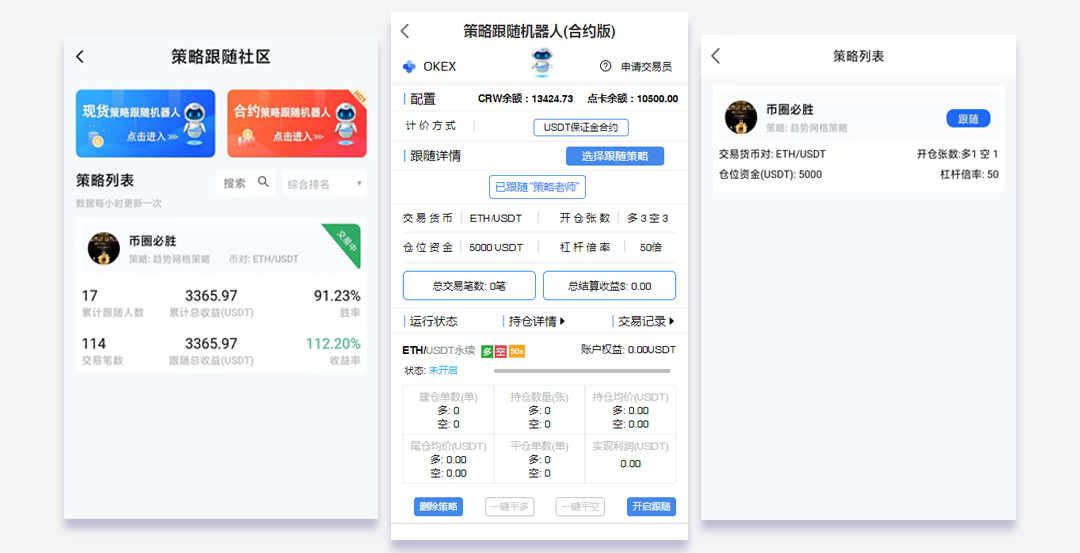 策略跟随社区
现货策略跟随机器人
点击进入
合约策略跟随机器人
点击进入
HOT
策略列表
搜索
综合排名
数据每小时更新一次
币圈必胜
策略: 趋势网格策略 币对: ETH/USDT
交易中
17 3365.97 91.23%
累计跟随人数 累计总收益(USDT) 胜率
114 3365.97 112.20%
交易笔数 跟随总收益(USDT) 收益率
策略跟随机器人(合约版)
OKEX
申请交易员
配置 CRW余额：13424.73 点卡余额：10500.00
计价方式 USDT保证金合约
跟随详情 选择跟随策略
已跟随“策略老师”
交易货币 ETH/USDT 开仓张数 多 3 空 3
仓位资金 5000 USDT 杠杆倍率 50倍
总交易笔数: 0笔 总结算收益$: 0.00
运行状态 持仓详情 交易记录
ETH/USDT永续 多 空 50x 账户权益: 0.00USDT
状态: 未开启
建仓单数(单) 持仓数量(张) 持仓均价(USDT)
多: 0 多: 0 多: 0.00
空: 0 空: 0 空: 0.00
尾仓均价(USDT) 平仓单数(单) 实现利润(USDT)
多: 0.00 多: 0 0.00
空: 0.00 空: 0
删除策略 一键平多 一键平空 开启跟随
策略列表
币圈必胜
策略: 趋势网格策略
跟随
交易货币对: ETH/USDT 开仓张数:多1 空 1
仓位资金(USDT): 5000 杠杆倍率: 50